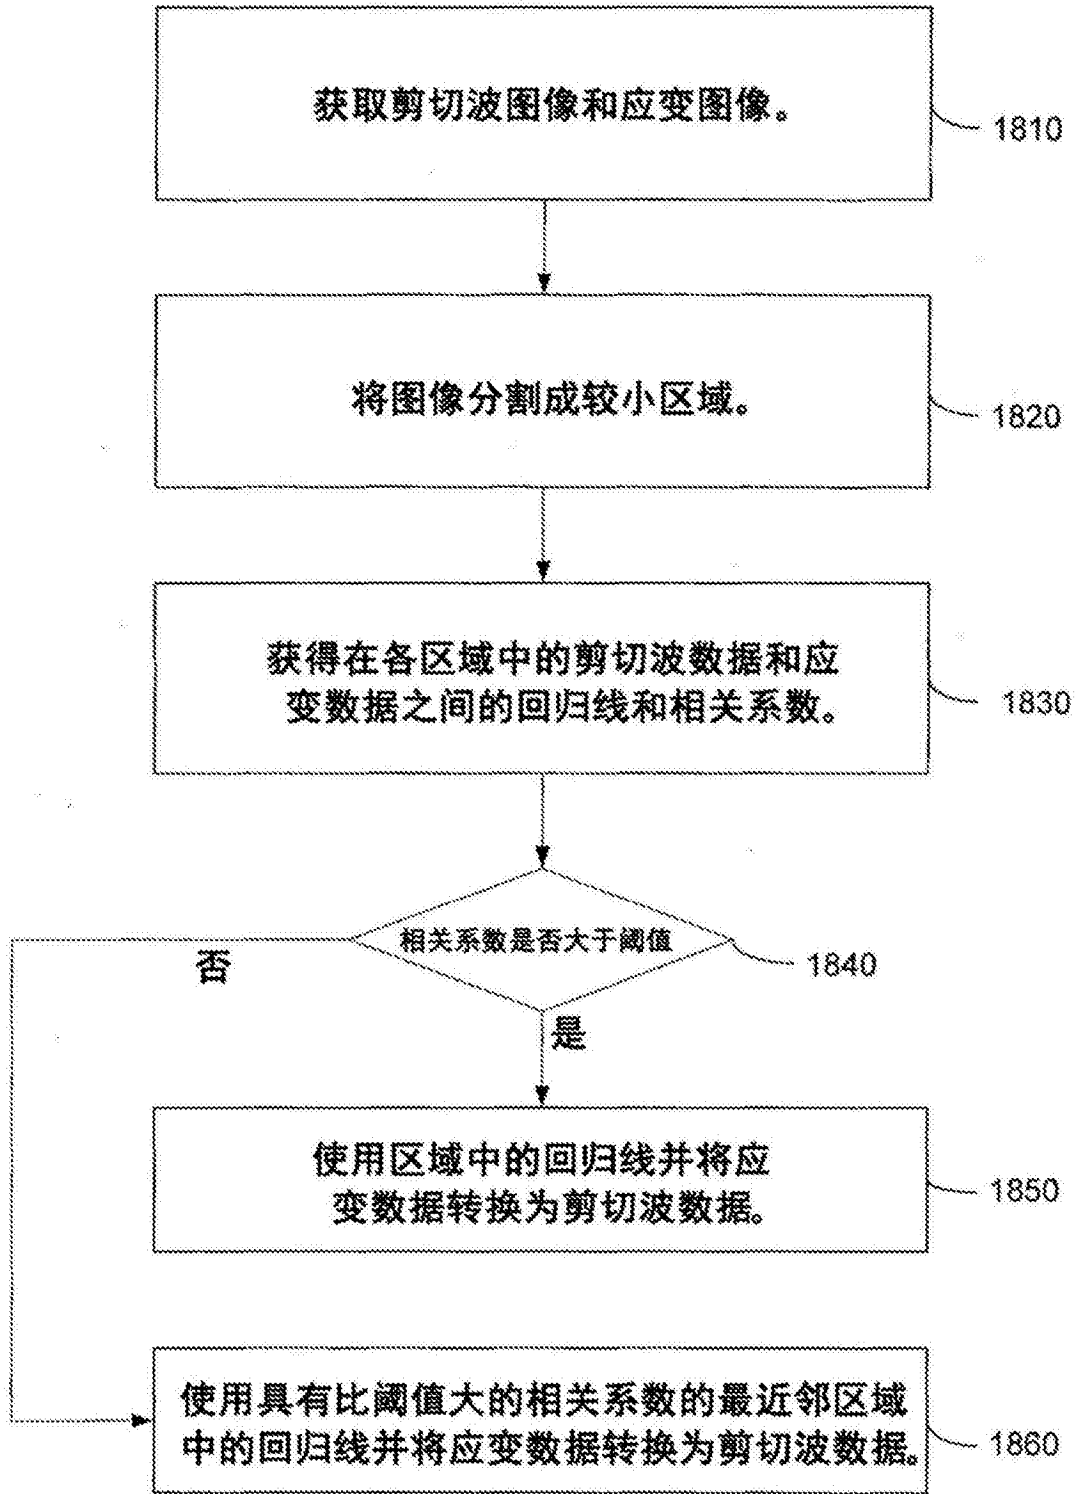 获取剪切波图像和应变图像。
1810
将图像分割成较小区域。
1820
获得在各区域中的剪切波数据和应
变数据之间的回归线和相关系数。
1830
相关系数是否大于阈值
1840
否
是
使用区域中的回归线并将应
变数据转换为剪切波数据。
1850
使用具有比阈值大的相关系数的最近邻区域
中的回归线并将应变数据转换为剪切波数据。
1860